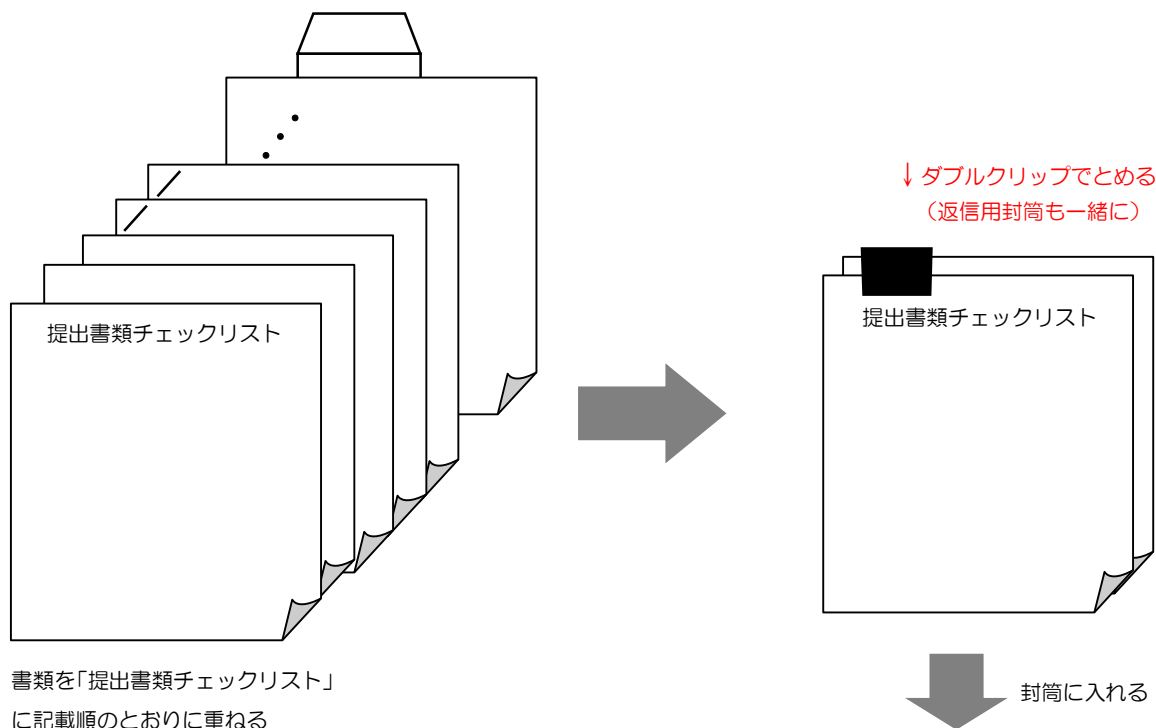 提出書類チェックリスト
書類を「提出書類チェックリスト」
に記載順のとおりに重ねる
↓ダブルクリップでとめる
（返信用封筒も一緒に）
提出書類チェックリスト
封筒に入れる